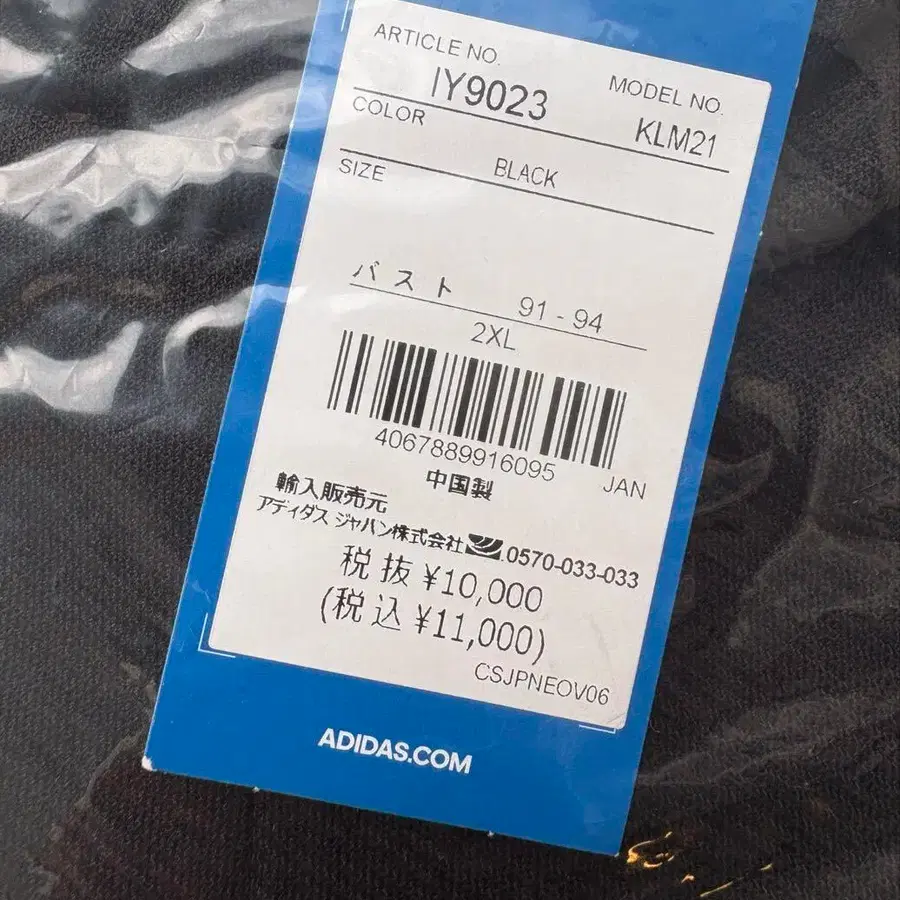 ARTICLE NO.
IY9023
MODEL NO.
KLM21
COLOR
BLACK
SIZE
バスト 91 - 94
2XL
4067889916095 JAN
中国製
輸入販売元
アディダス ジャパン株式会社 .0570-033-033
税抜 ¥10,000
(税込 ¥11,000)
CSJPNEOV06
ADIDAS.COM